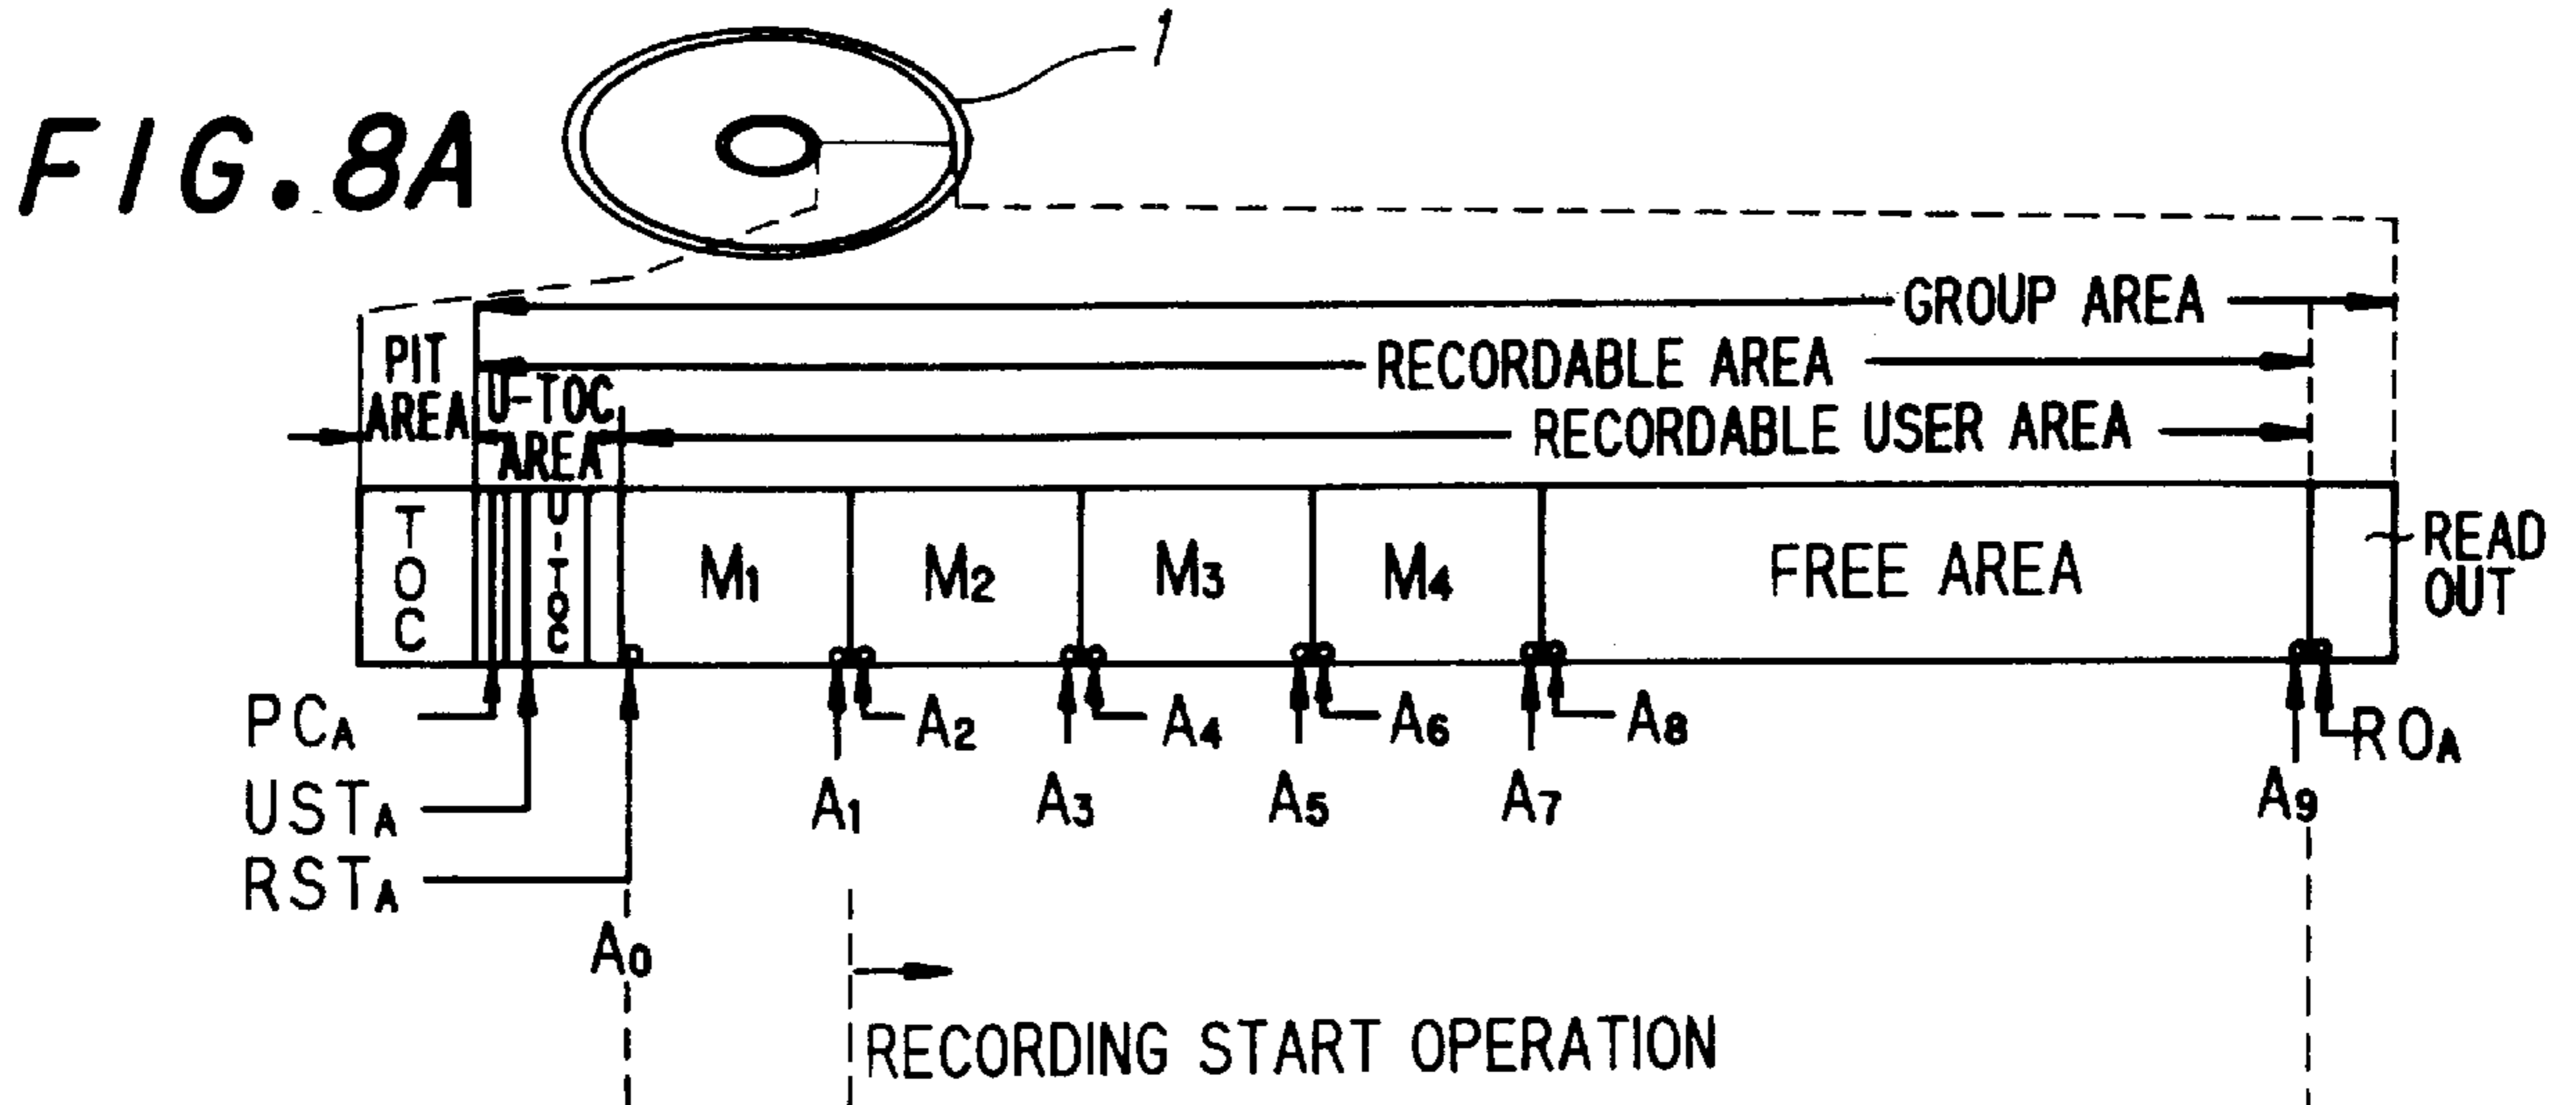 FIG.8A
1
GROUP AREA
PIT
AREA
RECORDABLE AREA
U-TOC
AREA
RECORDABLE USER AREA
TOC
U-TOC
M1
M2
M3
M4
FREE AREA
READ
OUT
PCA
A2
A4
A6
A8
ROA
USTA
A1
A3
A5
A7
A9
RSTA
A0
RECORDING START OPERATION